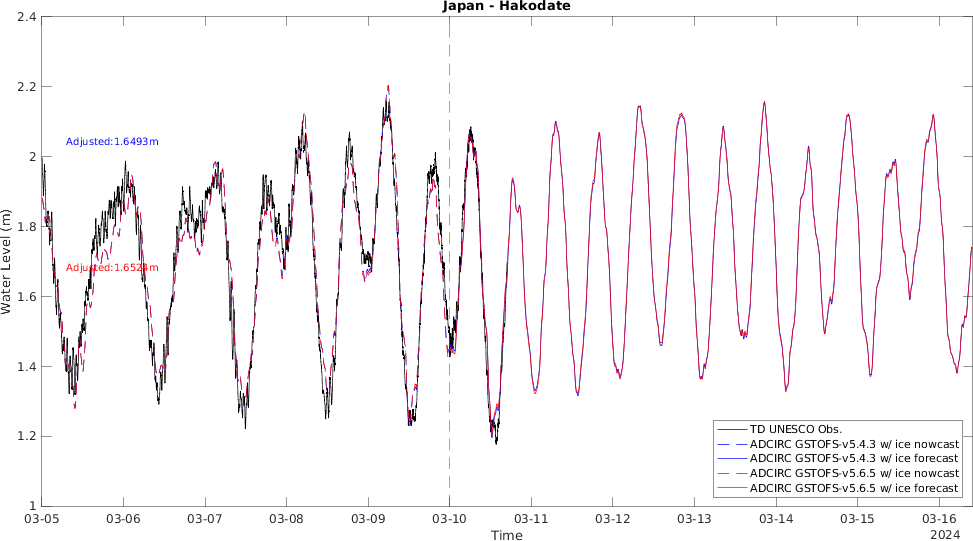 Japan - Hakodate
Water Level (m)
2.4
2.2
2
1.8
1.6
1.4
1.2
1
Adjusted:1.6493m
Adjusted:1.6524m
TD UNESCO Obs.
ADCIRC GSTOFS-v5.4.3 w/ ice nowcast
ADCIRC GSTOFS-v5.4.3 w/ ice forecast
ADCIRC GSTOFS-v5.6.5 w/ ice nowcast
ADCIRC GSTOFS-v5.6.5 w/ ice forecast
03-05 03-06 03-07 03-08 03-09 03-10 03-11 03-12 03-13 03-14 03-15 03-16
2024
Time